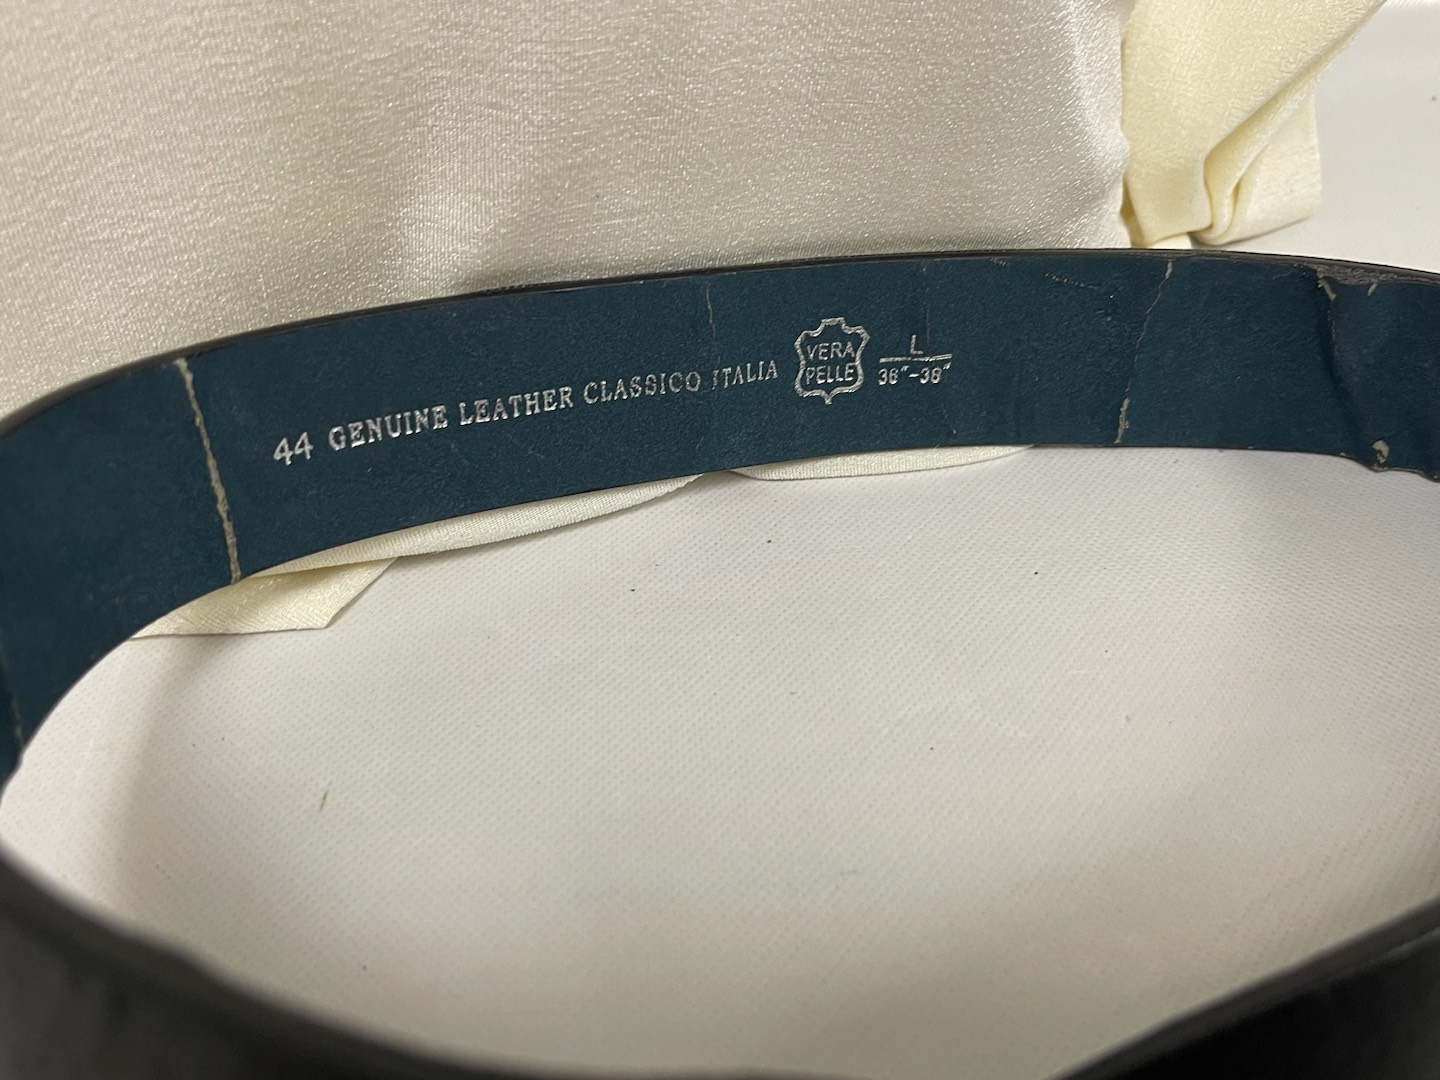 44 GENUINE LEATHER CLASSICO ITALIA
VERA
PELLE
L
36"-38"